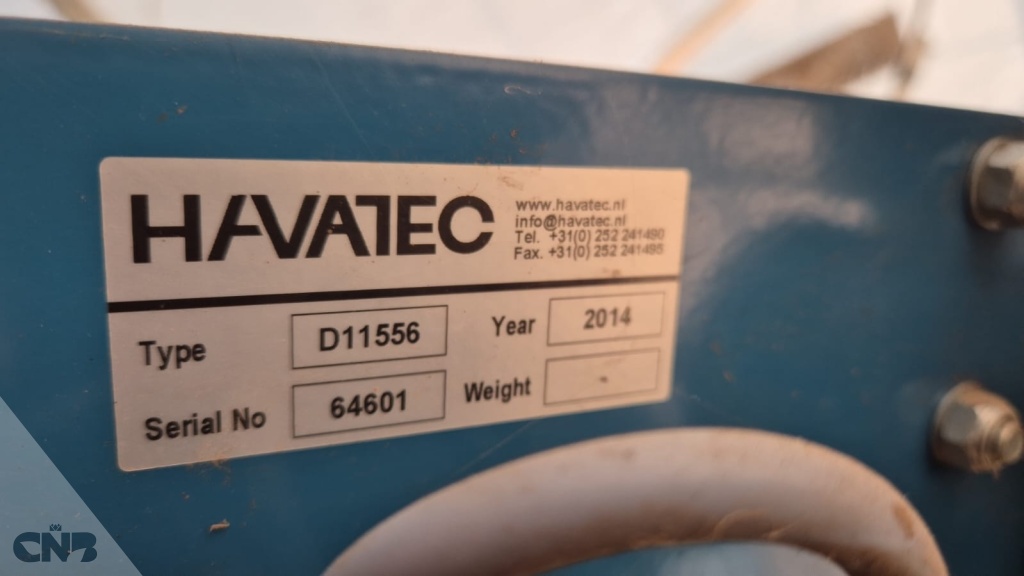 HAVATEC
www.havatec.nl
info@havatec.nl
Tel. +31(0) 252 241490
Fax. +31(0) 252 241495
Type D11556 Year 2014
Serial No 64601 Weight -
CNB